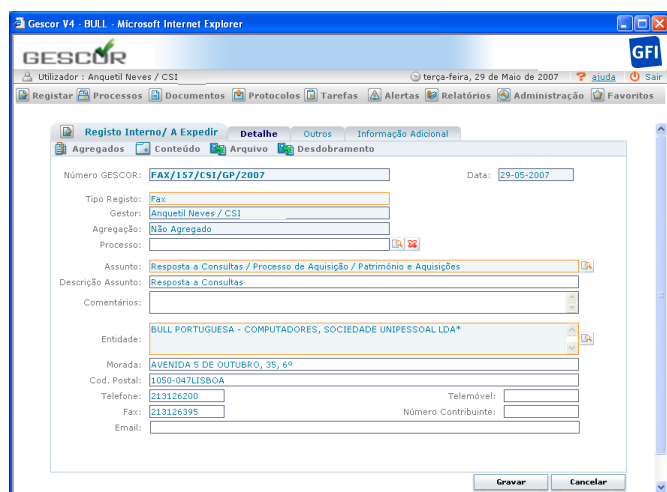 Gescor V4 - BULL - Microsoft Internet Explorer
GESCOR
GFI
Utilizador : Anquetil Neves / CSI terça-feira, 29 de Maio de 2007 ? ajuda Sair
Registar Processos Documentos Protocolos Tarefas Alertas Relatórios Administração Favoritos
Registo Interno/ A Expedir Detalhe Outros Informação Adicional
Agregados Conteúdo Arquivo Desdobramento
Número GESCOR: FAX/157/CSI/GP/2007 Data: 29-05-2007
Tipo Registo: Fax
Gestor: Anquetil Neves / CSI
Agregação: Não Agregado
Processo:
Assunto: Resposta a Consultas / Processo de Aquisição / Património e Aquisições
Descrição Assunto: Resposta a Consultas
Comentários:
Entidade: BULL PORTUGUESA - COMPUTADORES, SOCIEDADE UNIPESSOAL LDA*
Morada: AVENIDA 5 DE OUTUBRO, 35, 6º
Cod. Postal: 1050-047LISBOA
Telefone: 213126200 Telemóvel:
Fax: 213126395 Número Contribuinte:
Email:
Gravar Cancelar